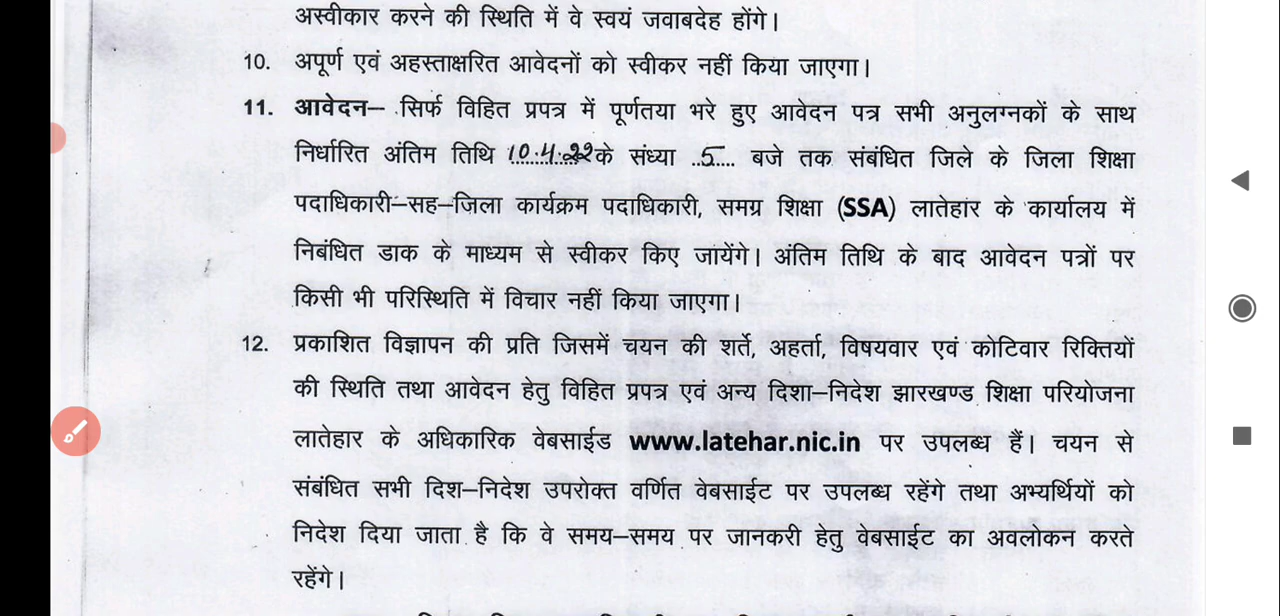 अस्वीकार करने की स्थिति में वे स्वयं जवाबदेह होंगे।
10. अपूर्ण एवं अहस्ताक्षरित आवेदनों को स्वीकर नहीं किया जाएगा।
11. आवेदन– सिर्फ विहित प्रपत्र में पूर्णतया भरे हुए आवेदन पत्र सभी अनुलग्नकों के साथ
निर्धारित अंतिम तिथि 10.4.22 के संध्या ..5.... बजे तक संबंधित जिले के जिला शिक्षा
पदाधिकारी–सह–जिला कार्यक्रम पदाधिकारी, समग्र शिक्षा (SSA) लातेहार के कार्यालय में
निबंधित डाक के माध्यम से स्वीकर किए जायेंगे। अंतिम तिथि के बाद आवेदन पत्रों पर
किसी भी परिस्थिति में विचार नहीं किया जाएगा।
12. प्रकाशित विज्ञापन की प्रति जिसमें चयन की शर्ते, अहर्ता, विषयवार एवं कोटिवार रिक्तियों
की स्थिति तथा आवेदन हेतु विहित प्रपत्र एवं अन्य दिशा–निदेश झारखण्ड शिक्षा परियोजना
लातेहार के अधिकारिक वेबसाईड www.latehar.nic.in पर उपलब्ध हैं। चयन से
संबंधित सभी दिश–निदेश उपरोक्त वर्णित वेबसाईट पर उपलब्ध रहेंगे तथा अभ्यर्थियों को
निदेश दिया जाता है कि वे समय–समय पर जानकरी हेतु वेबसाईट का अवलोकन करते
रहेंगे।